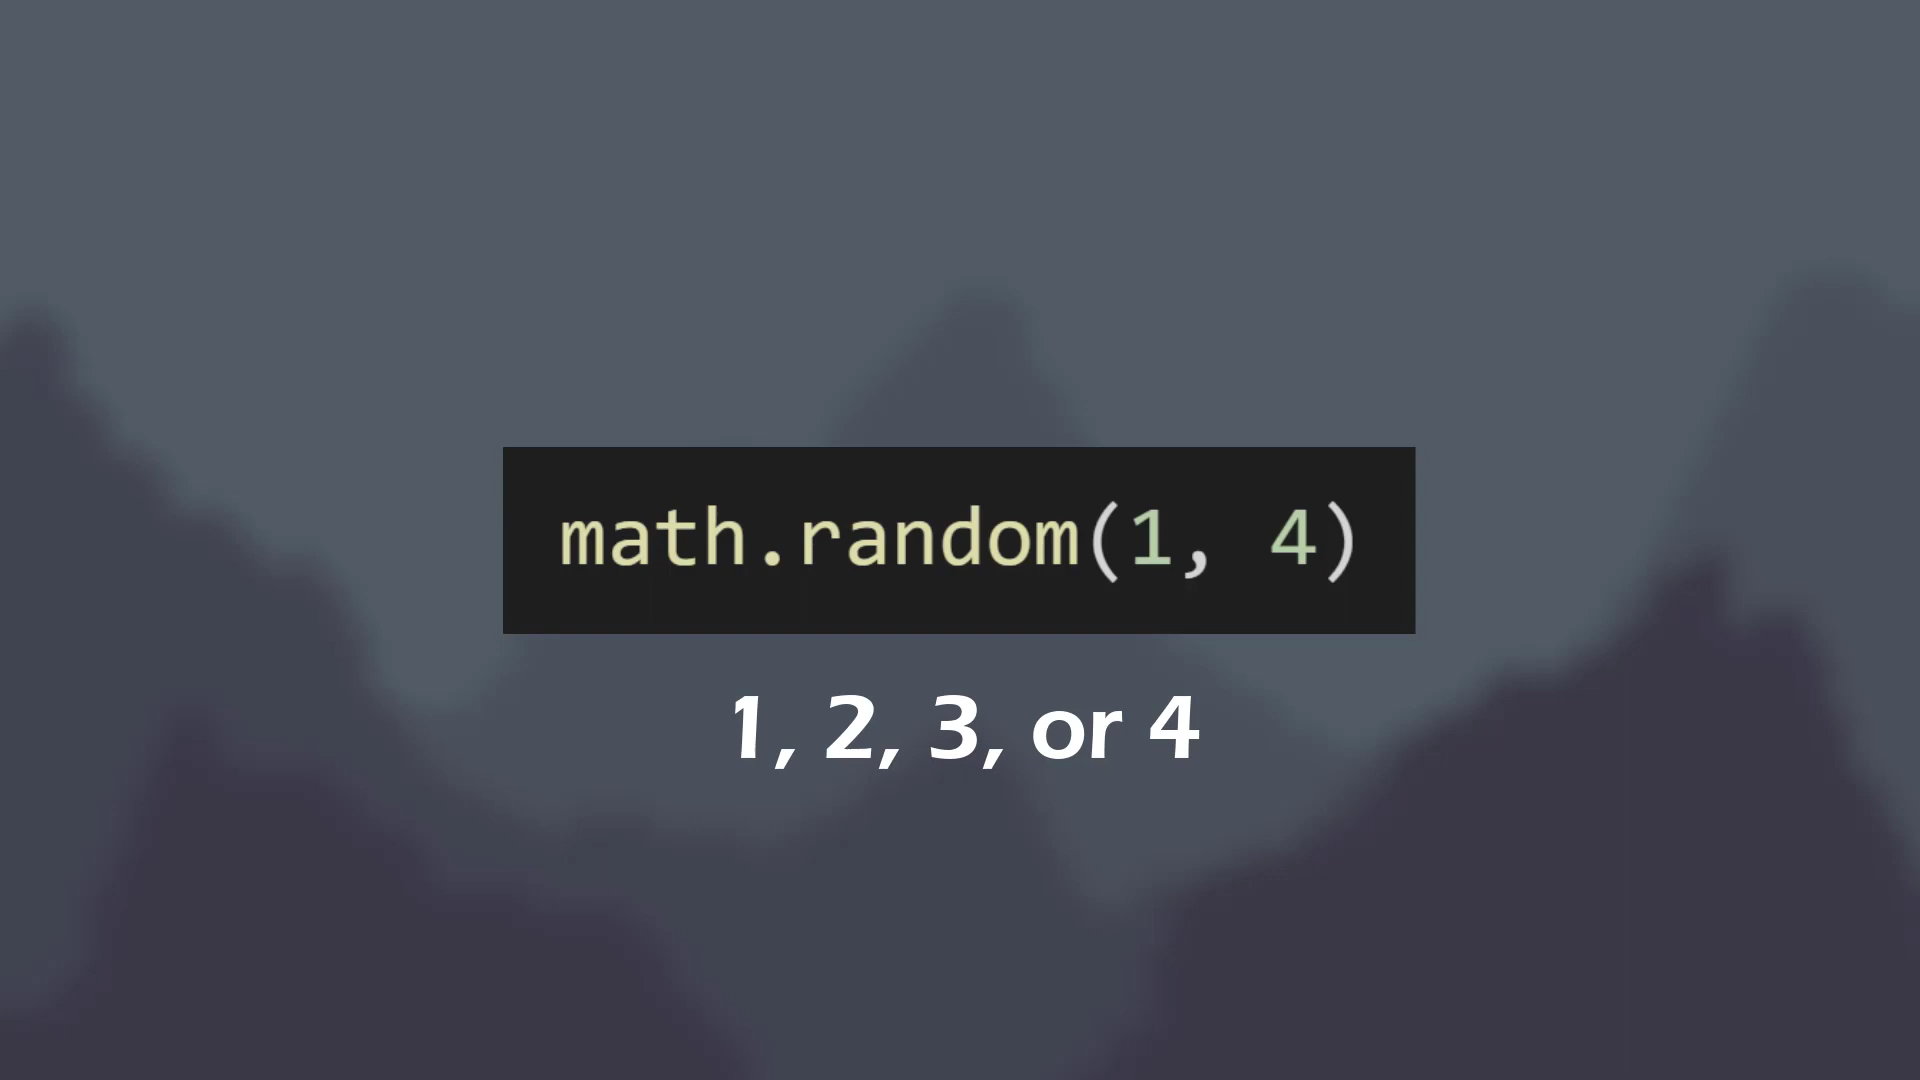 math.random(1, 4)
1, 2, 3, or 4